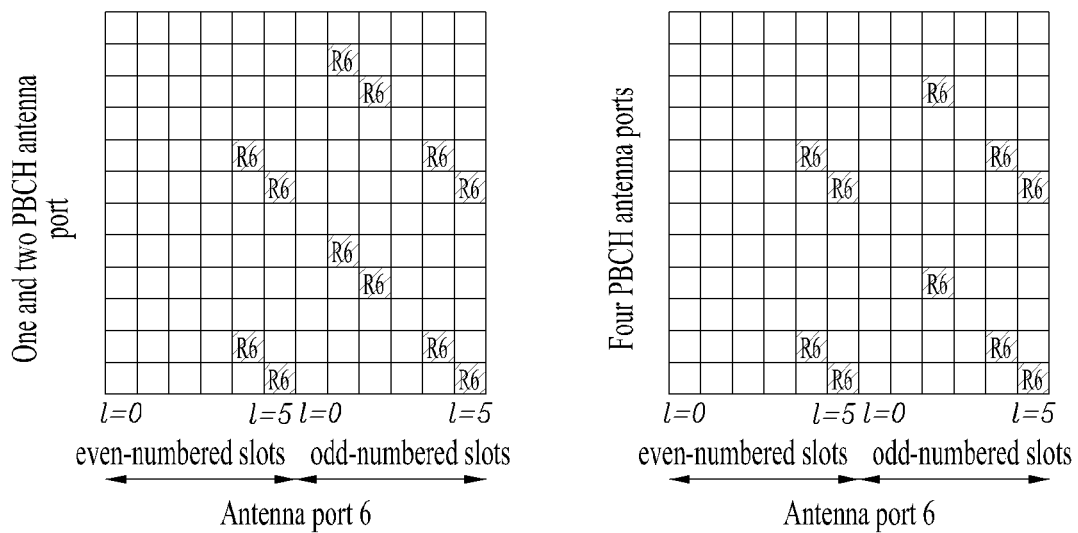 One and two PBCH antenna
port
R6
R6
R6 R6
R6 R6
R6
R6
R6 R6
R6 R6
l=0 l=5 l=0 l=5
even-numbered slots odd-numbered slots
Antenna port 6
Four PBCH antenna ports
R6
R6 R6
R6 R6
R6
R6 R6
R6 R6
l=0 l=5 l=0 l=5
even-numbered slots odd-numbered slots
Antenna port 6